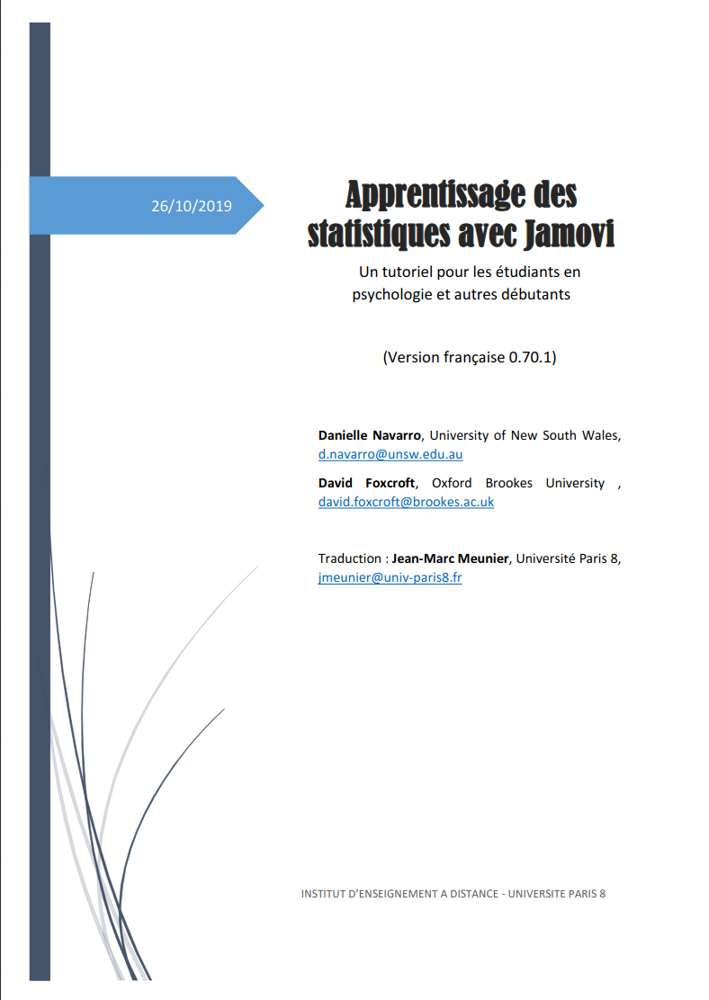 26/10/2019
Apprentissage des
statistiques avec Jamovi
Un tutoriel pour les étudiants en
psychologie et autres débutants
(Version française 0.70.1)
Danielle Navarro, University of New South Wales,
d.navarro@unsw.edu.au
David Foxcroft, Oxford Brookes University ,
david.foxcroft@brookes.ac.uk
Traduction : Jean-Marc Meunier, Université Paris 8,
jmeunier@univ-paris8.fr
INSTITUT D’ENSEIGNEMENT A DISTANCE - UNIVERSITE PARIS 8